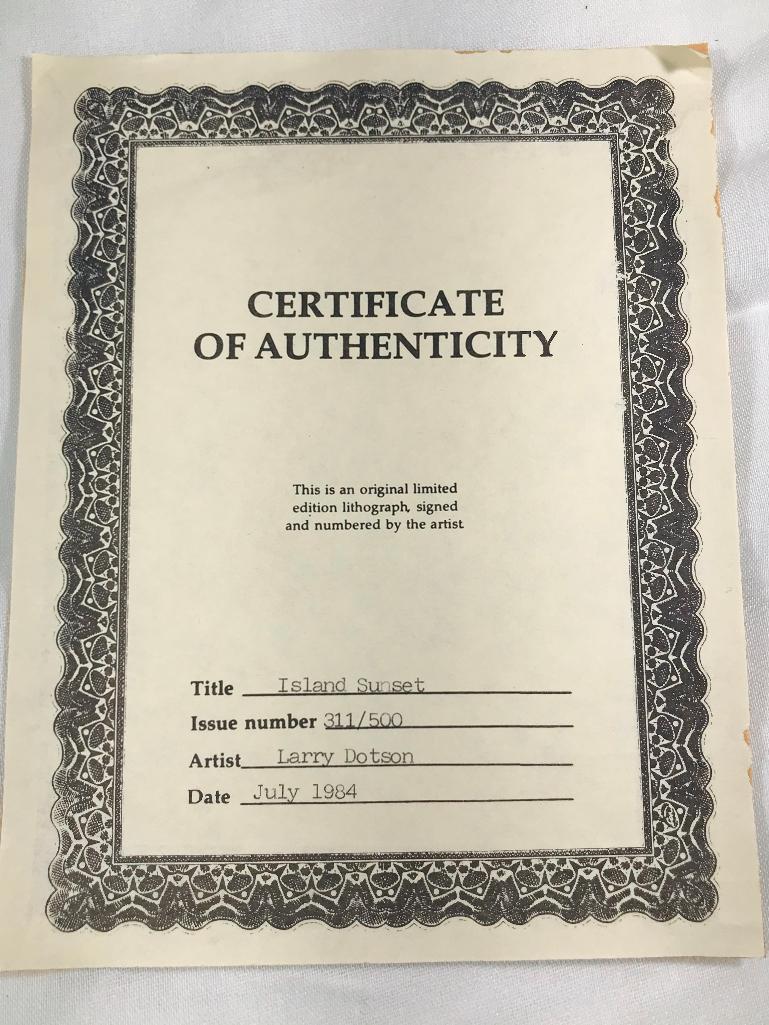 CERTIFICATE
OF AUTHENTICITY
This is an original limited
edition lithograph, signed
and numbered by the artist
Title Island Sunset
Issue number 311/500
Artist Larry Dotson
Date July 1984